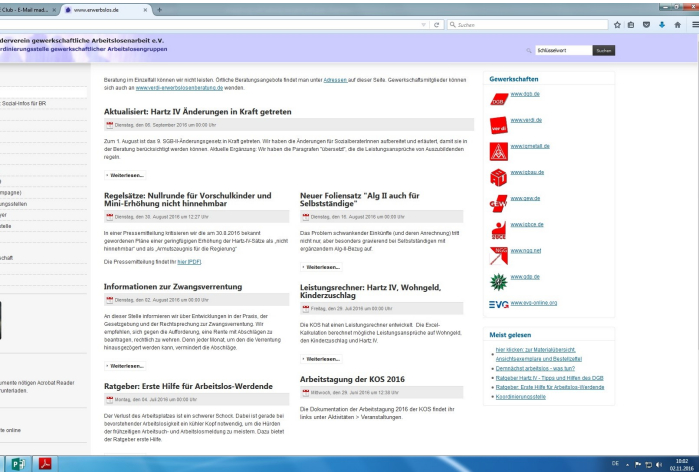 Club - E-Mail mad...
www.erwerbslos.de
Suchen
derverein gewerkschaftliche Arbeitslosenarbeit e.V.
rdinierungsstelle gewerkschaftlicher Arbeitslosengruppen
Schlüsselwort
Suchen
Sozial-Infos für BR
mpagne)
ngsstellen
yer
telle
chaft
umente nötigen Acrobat Reader
runterladen.
te online
Beratung im Einzelfall können wir nicht leisten. Örtliche Beratungsangebote findet man unter Adressen auf dieser Seite. Gewerkschaftsmitglieder können
sich auch an www.verdi-erwerbslosenberatung.de wenden.
Aktualisiert: Hartz IV Änderungen in Kraft getreten
Dienstag, den 06. September 2016 um 00:00 Uhr
Zum 1. August ist das 9. SGB-II-Änderungsgesetz in Kraft getreten. Wir haben die Änderungen für SozialberaterInnen aufbereitet und erläutert, damit sie in
der Beratung berücksichtigt werden können. Aktuelle Ergänzung: Wir haben die Paragrafen "übersetzt", die die Leistungsansprüche von Auszubildenden
regeln.
Weiterlesen...
Regelsätze: Nullrunde für Vorschulkinder und
Mini-Erhöhung nicht hinnehmbar
Dienstag, den 30. August 2016 um 12:27 Uhr
In einer Pressemitteilung kritisieren wir die am 30.8.2016 bekannt
gewordenen Pläne einer geringfügigen Erhöhung der Hartz-IV-Sätze als „nicht
hinnehmbar“ und als „Armutszeugnis für die Regierung“
Die Pressemitteilung findet Ihr hier [PDF].
Informationen zur Zwangsverrentung
Dienstag, den 02. August 2016 um 00:00 Uhr
An dieser Stelle informieren wir über Entwicklungen in der Praxis, der
Gesetzgebung und der Rechtsprechung zur Zwangsverrentung. Wir
empfehlen, sich gegen die Aufforderung, eine Rente mit Abschlägen zu
beantragen, rechtlich zu wehren. Denn jeder Monat, um den die Verrentung
hinausgezögert werden kann, vermindert die Abschläge.
Weiterlesen...
Ratgeber: Erste Hilfe für Arbeitslos-Werdende
Montag, den 04. Juli 2016 um 00:00 Uhr
Der Verlust des Arbeitsplatzes ist ein schwerer Schock. Dabei ist gerade bei
bevorstehender Arbeitslosigkeit ein kühler Kopf notwendig, um die Hürden
der frühzeitigen Arbeitsuch- und Arbeitslosmeldung zu meistern. Dazu bietet
der Ratgeber erste Hilfe.
Neuer Foliensatz "Alg II auch für
Selbstständige"
Dienstag, den 16. August 2016 um 00:00 Uhr
Das Problem schwankender Einkünfte (und deren Anrechnung) tritt
nicht nur, aber besonders gravierend bei Selbstständigen mit
ergänzendem Alg-II-Bezug auf.
Weiterlesen...
Leistungsrechner: Hartz IV, Wohngeld,
Kinderzuschlag
Freitag, den 29. Juli 2016 um 00:00 Uhr
Die KOS hat einen Leistungsrechner entwickelt. Die Excel-
Kalkulation berechnet mögliche Leistungsansprüche auf Wohngeld,
den Kinderzuschlag und Hartz IV.
Weiterlesen...
Arbeitstagung der KOS 2016
Mittwoch, den 29. Juni 2016 um 12:38 Uhr
Die Dokumentation der Arbeitstagung 2016 der KOS findet ihr
links unter Aktivitäten > Veranstaltungen.
Gewerkschaften
DGB
www.dgb.de
ver di
www.verdi.de
www.igmetall.de
www.igbau.de
GEW
www.gew.de
IGBCE
www.igbce.de
NGG
www.ngg.net
www.gdp.de
EVG
www.evg-online.org
Meist gelesen
hier klicken: zur Materialübersicht,
Ansichtsexemplare und Bestellzettel
Demnächst arbeitslos - was tun?
Ratgeber Hartz IV - Tipps und Hilfen des DGB
Ratgeber: Erste Hilfe für Arbeitslos-Werdende
Koordinierungsstelle
DE
10:02
02.11.2016